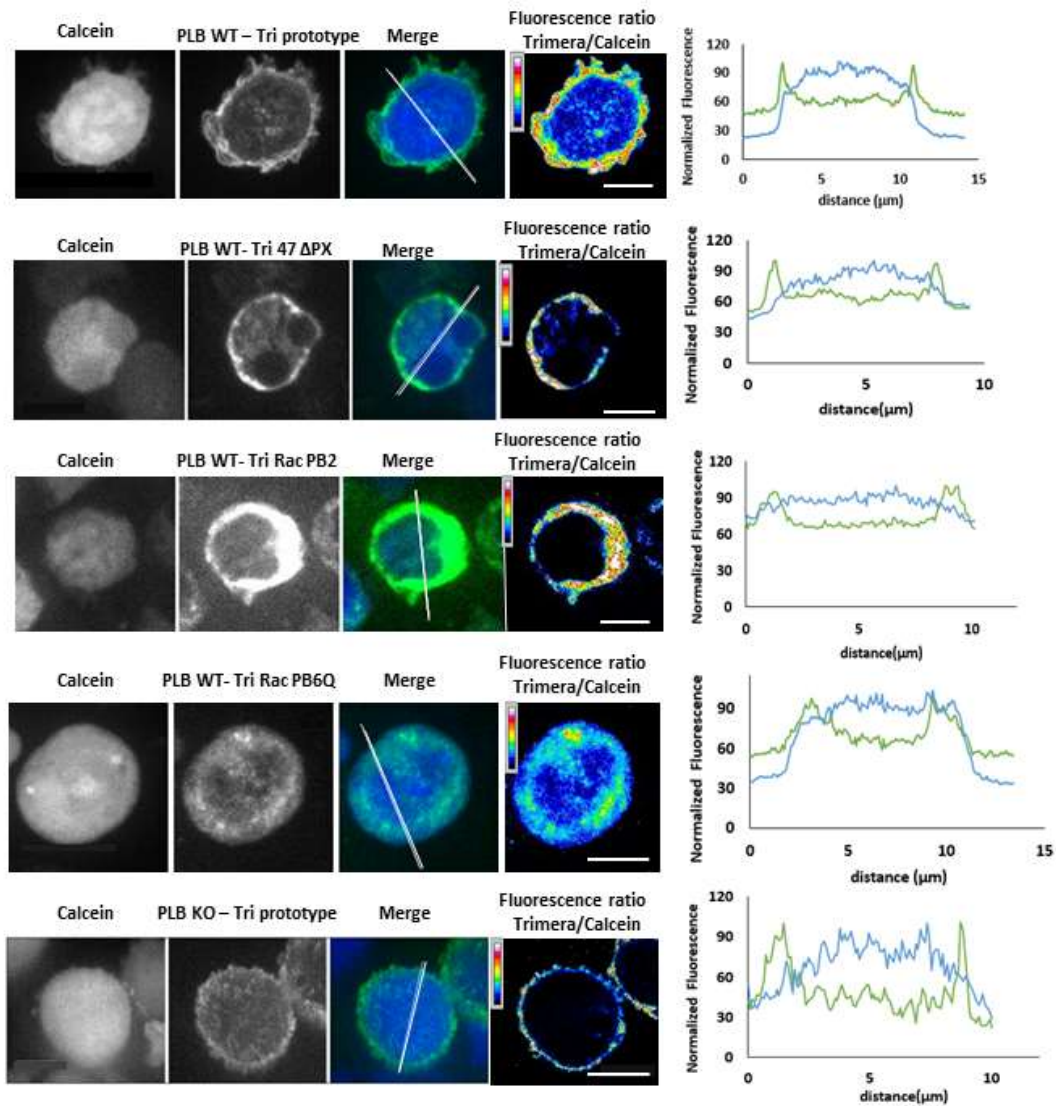 Calcein
PLB WT – Tri prototype
Merge
Fluorescence ratio
Trimera/Calcein
Normalized Fluorescence
120
90
60
30
0
0 5 10 15
distance (µm)
Calcein
PLB WT- Tri 47 ΔPX
Merge
Fluorescence ratio
Trimera/Calcein
Normalized Fluorescence
120
90
60
30
0
0 5 10
distance(µm)
Calcein
PLB WT- Tri Rac PB2
Merge
Fluorescence ratio
Trimera/Calcein
Normalized Fluorescence
120
90
60
30
0
0 5 10
distance(µm)
Calcein
PLB WT- Tri Rac PB6Q
Merge
Fluorescence ratio
Trimera/Calcein
Normalized Fluorescence
90
60
30
0
0 5 10 15
distance (µm)
Calcein
PLB KO – Tri prototype
Merge
Fluorescence ratio
Trimera/Calcein
Normalized Fluorescence
120
90
60
30
0
0 5 10
distance(µm)